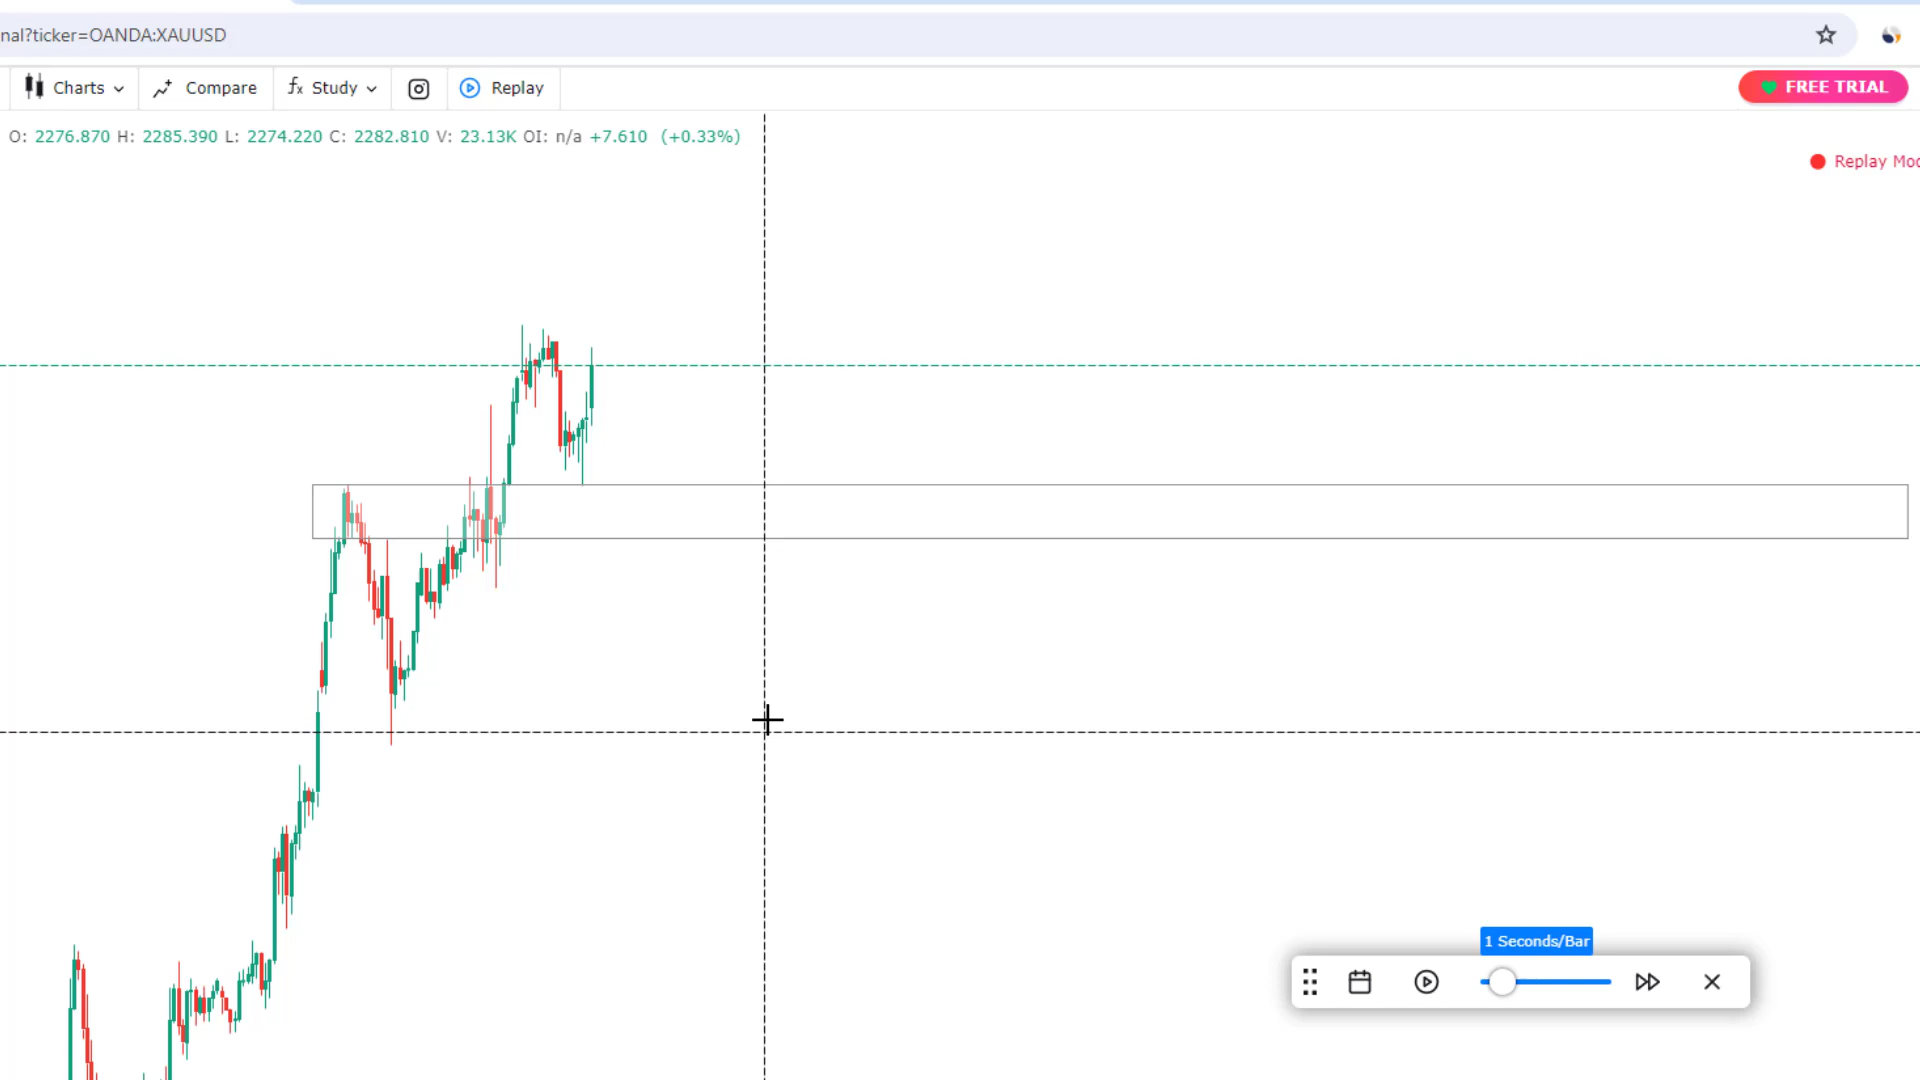 nal?ticker=OANDA:XAUUSD
Charts Compare fx Study Replay FREE TRIAL
O: 2276.870 H: 2285.390 L: 2274.220 C: 2282.810 V: 23.13K OI: n/a +7.610 (+0.33%)
Replay Mod
1 Seconds/Bar